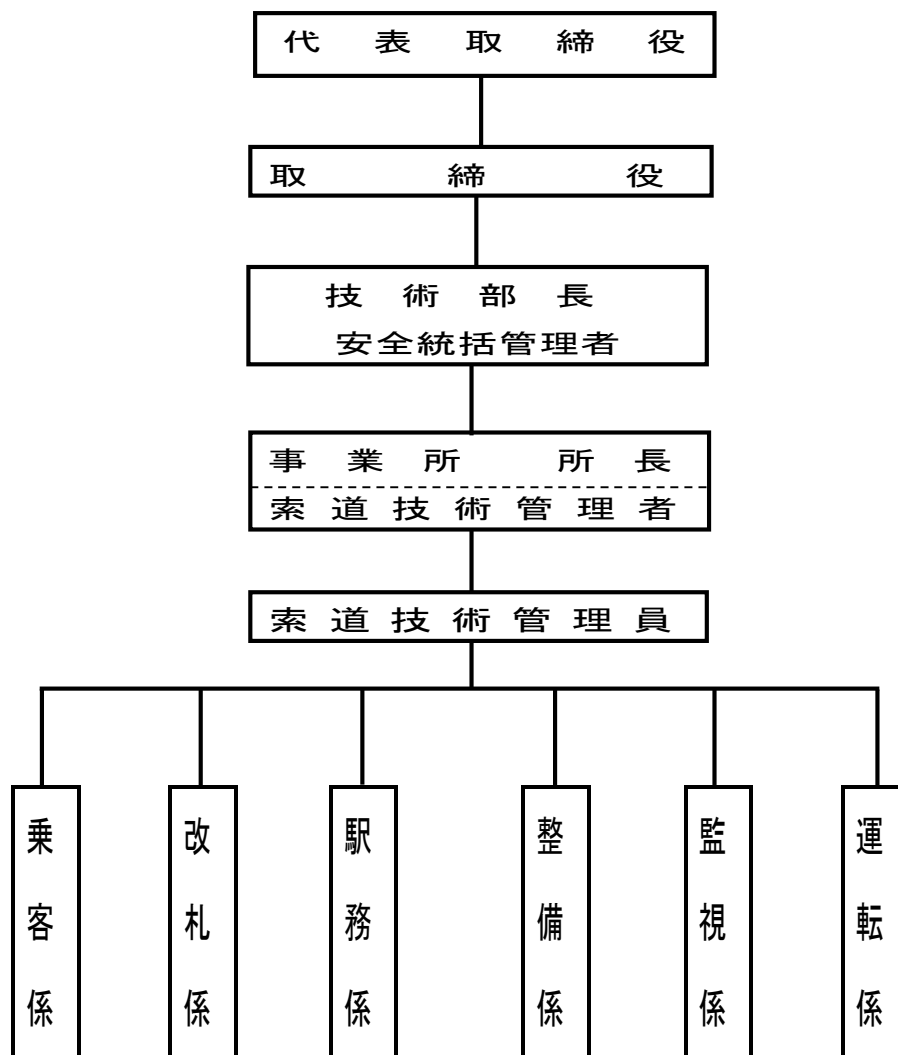 代表取締役
取締役
技術部長
安全統括管理者
事業所 所長
索道技術管理者
索道技術管理員
乗客係
改札係
駅務係
整備係
監視係
運転係